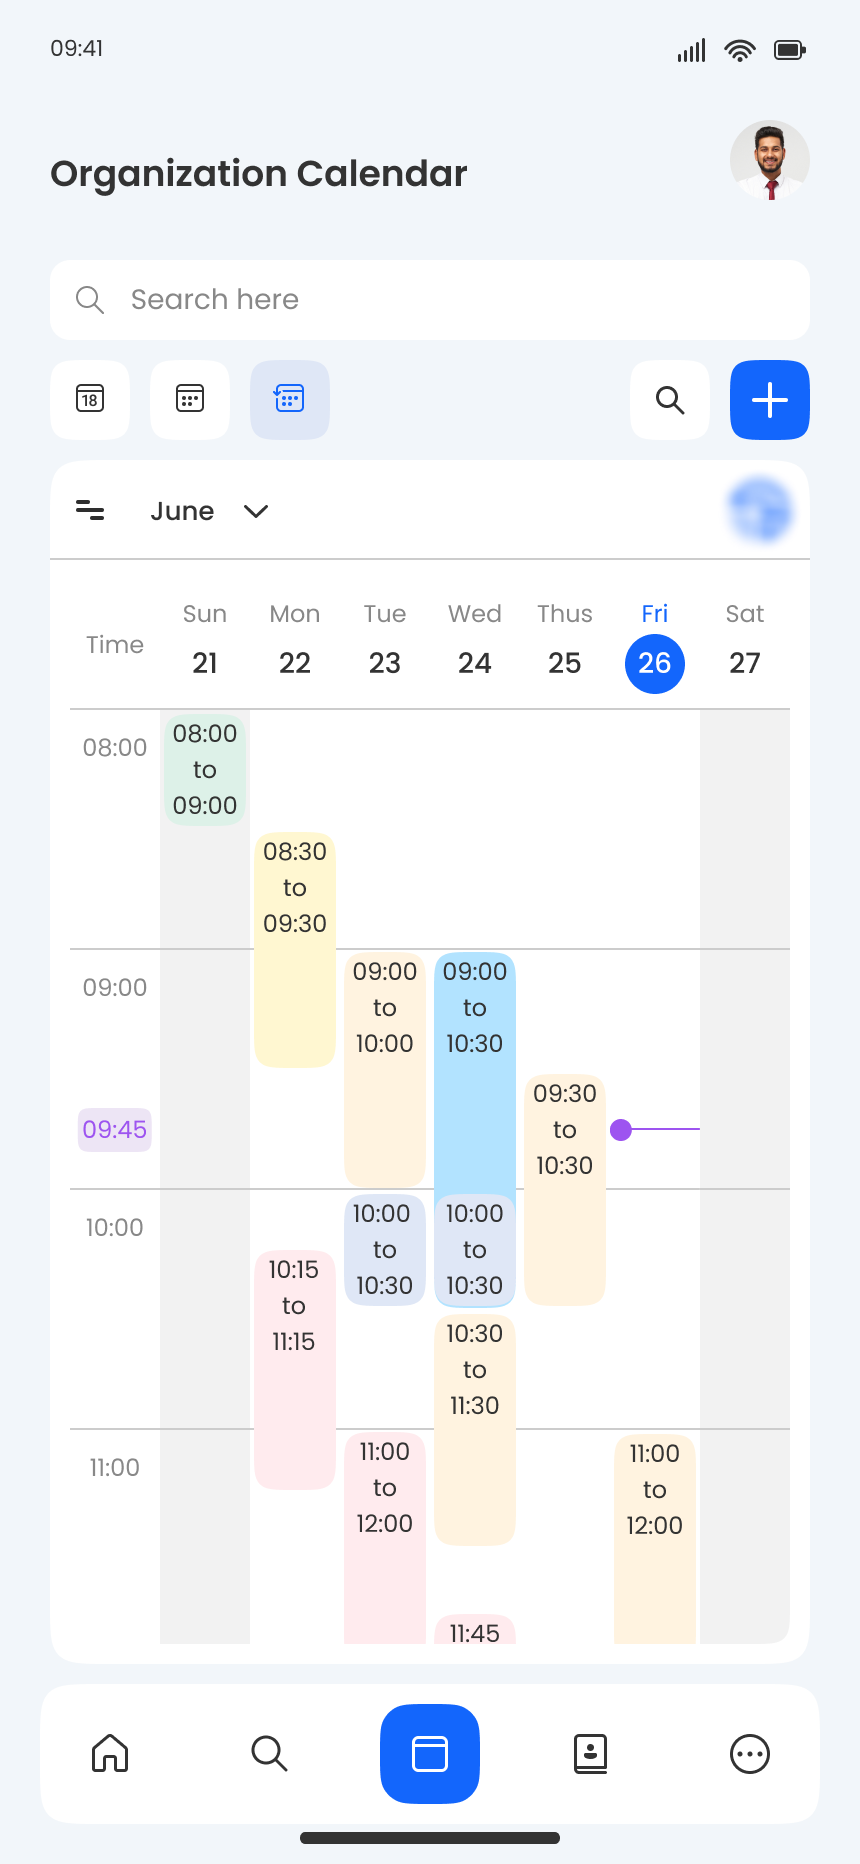 09:41
Organization Calendar
Search here
18
June
Time
Sun Mon Tue Wed Thus Fri Sat
21 22 23 24 25 26 27
08:00
08:00
to
09:00
08:30
to
09:30
09:00
09:00
to
10:00
09:00
to
10:30
09:30
to
10:30
09:45
10:00
10:00
to
10:30
10:00
to
10:30
10:15
to
11:15
10:30
to
11:30
11:00
11:00
to
12:00
11:00
to
12:00
11:45